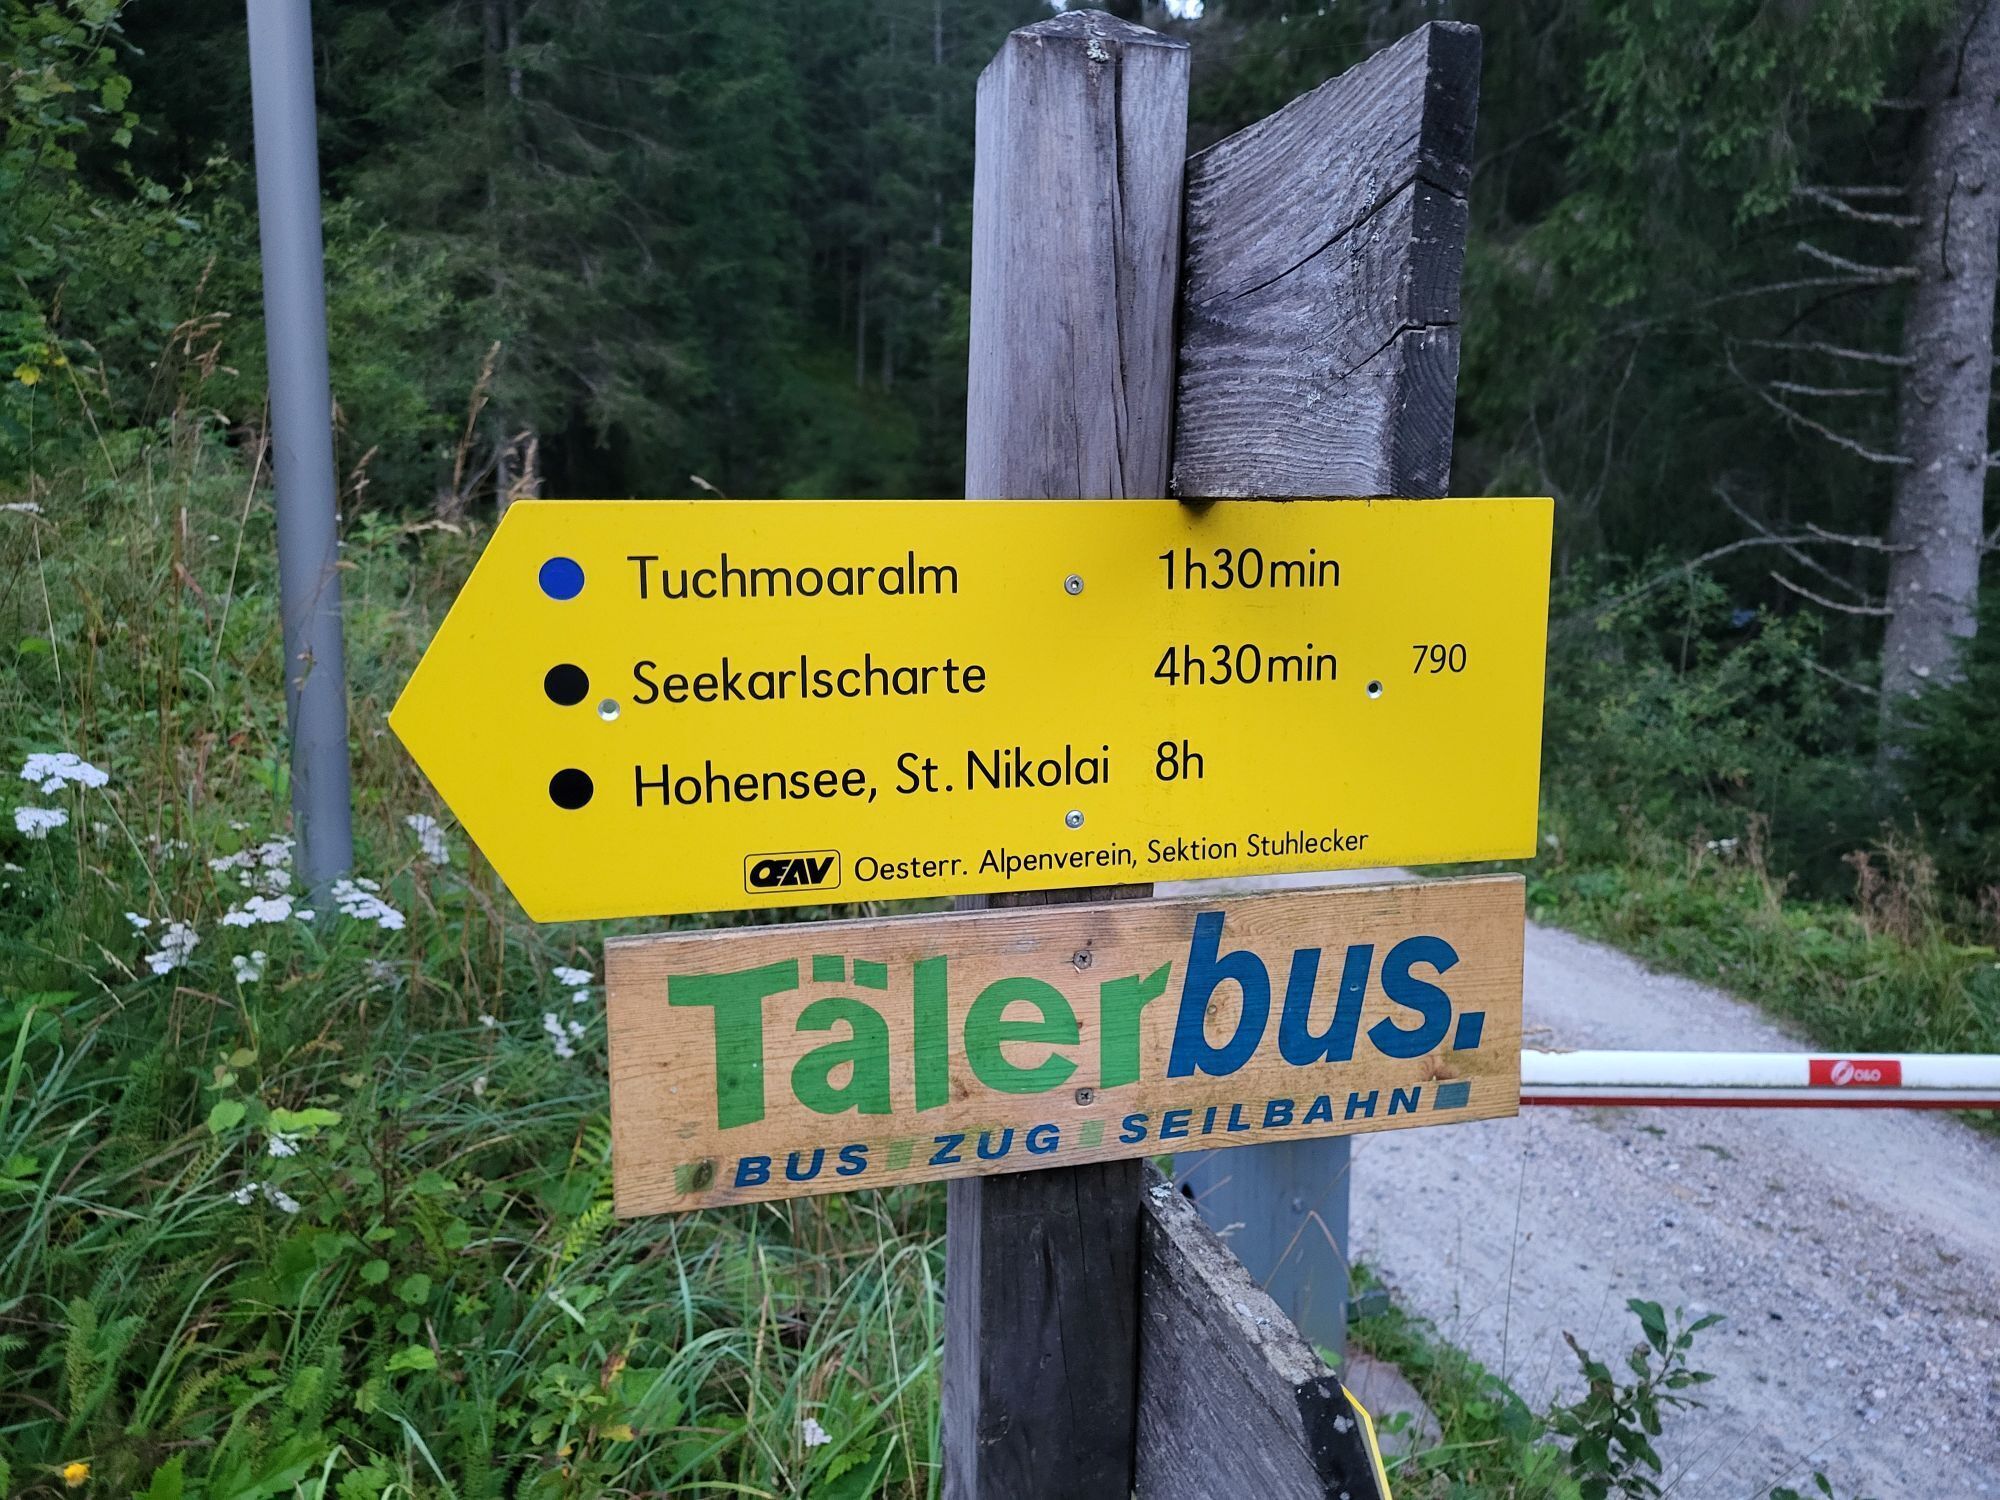 Tuchmoaralm 1h30min
Seekarlscharte 4h30min 790
Hohensee, St. Nikolai 8h
OEAV Oesterr. Alpenverein, Sektion Stuhlecker
Tälerbus.
BUS ZUG SEILBAHN
O&O